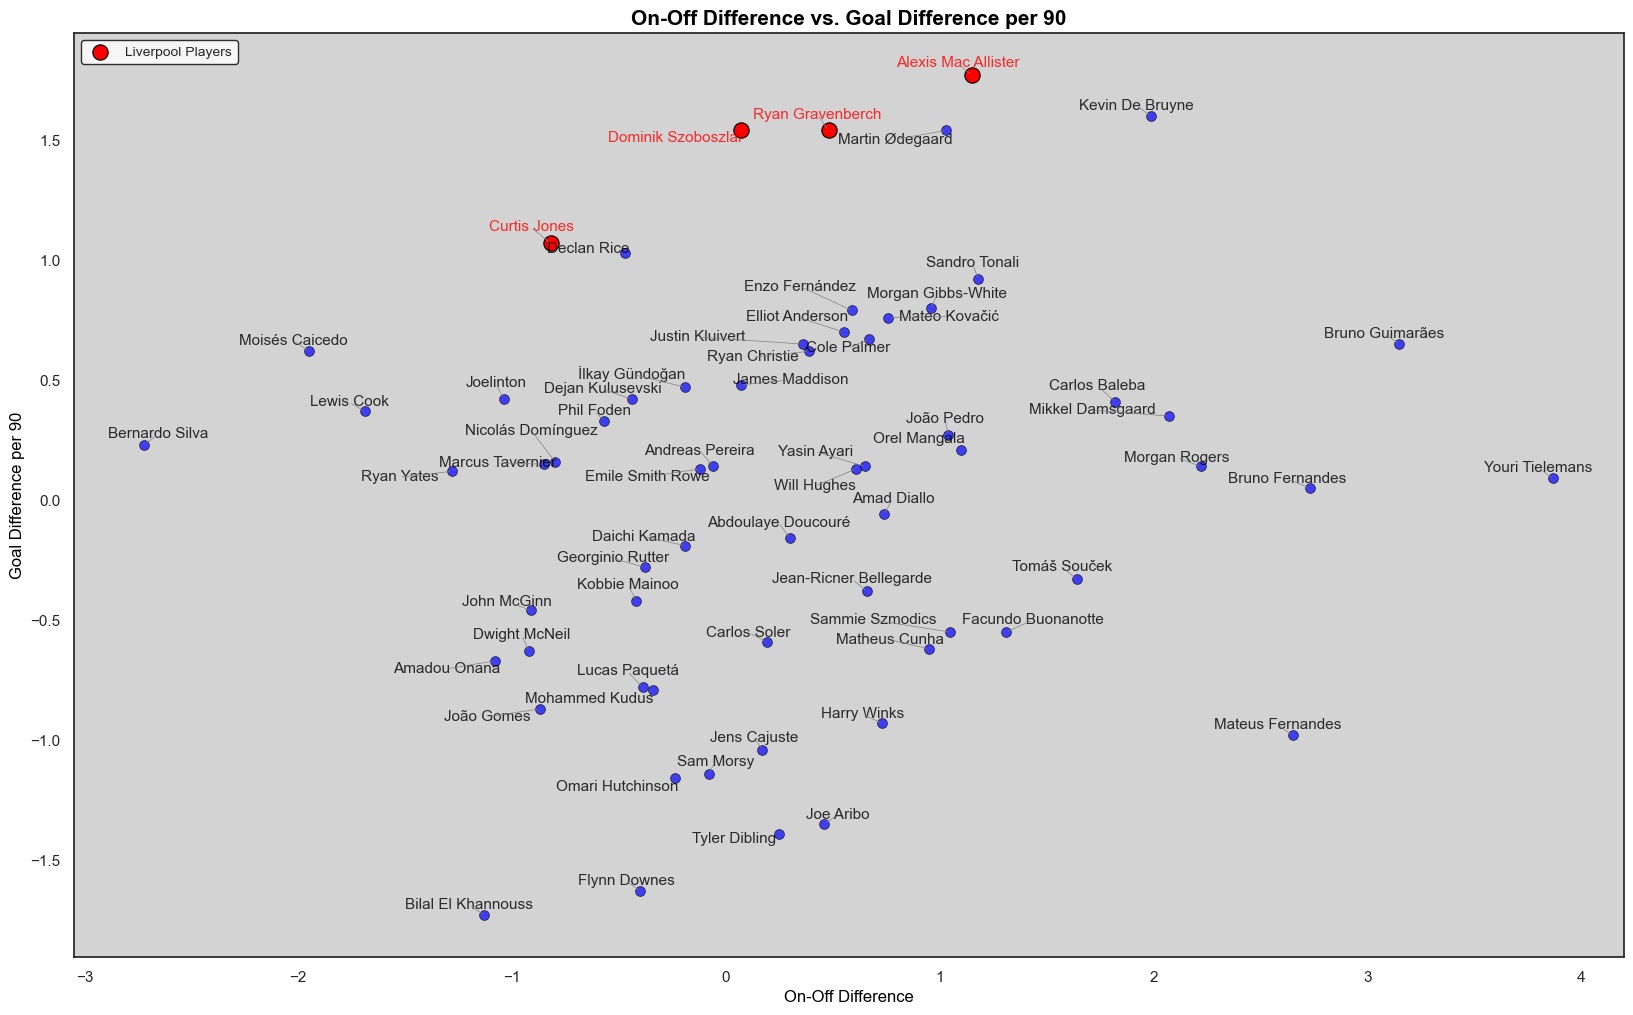 On-Off Difference vs. Goal Difference per 90
Liverpool Players
Alexis Mac Allister
Kevin De Bruyne
Ryan Gravenberch
Dominik Szoboszlai
Martin Ødegaard
1.5
Curtis Jones
Declan Rice
1.0
Sandro Tonali
Enzo Fernández
Morgan Gibbs-White
Elliot Anderson
Mateo Kovačić
Justin Kluivert
Moisés Caicedo
Bruno Guimarães
Cole Palmer
Ryan Christie
İlkay Gündoğan
James Maddison
Joelinton
Dejan Kulusevski
Carlos Baleba
0.5
Lewis Cook
Phil Foden
Mikkel Damsgaard
João Pedro
Nicolás Domínguez
Bernardo Silva
Orel Mangala
Andreas Pereira
Yasin Ayari
Marcus Tavernier
Morgan Rogers
Youri Tielemans
Ryan Yates
Emile Smith Rowe
Will Hughes
Bruno Fernandes
Amad Diallo
0.0
Abdoulaye Doucouré
Daichi Kamada
Georginio Rutter
Tomáš Souček
Kobbie Mainoo
Jean-Ricner Bellegarde
John McGinn
−0.5
Sammie Szmodics
Facundo Buonanotte
Carlos Soler
Dwight McNeil
Matheus Cunha
Amadou Onana
Lucas Paquetá
Mohammed Kudus
João Gomes
Harry Winks
Mateus Fernandes
−1.0
Jens Cajuste
Sam Morsy
Omari Hutchinson
Joe Aribo
Tyler Dibling
−1.5
Flynn Downes
Bilal El Khannouss
−3 −2 −1 0 1 2 3 4
On-Off Difference
Goal Difference per 90